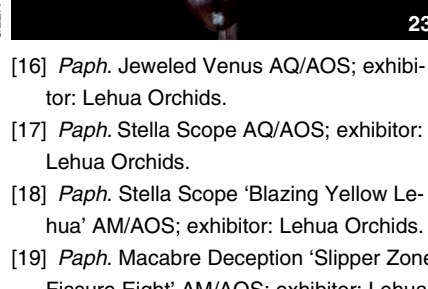 23
[16] Paph. Jeweled Venus AQ/AOS; exhibi-
tor: Lehua Orchids.
[17] Paph. Stella Scope AQ/AOS; exhibitor:
Lehua Orchids.
[18] Paph. Stella Scope ‘Blazing Yellow Le-
hua’ AM/AOS; exhibitor: Lehua Orchids.
[19] Paph. Macabre Deception ‘Slipper Zone
Fissure Eight’ AM/AOS; exhibitor: Lehua